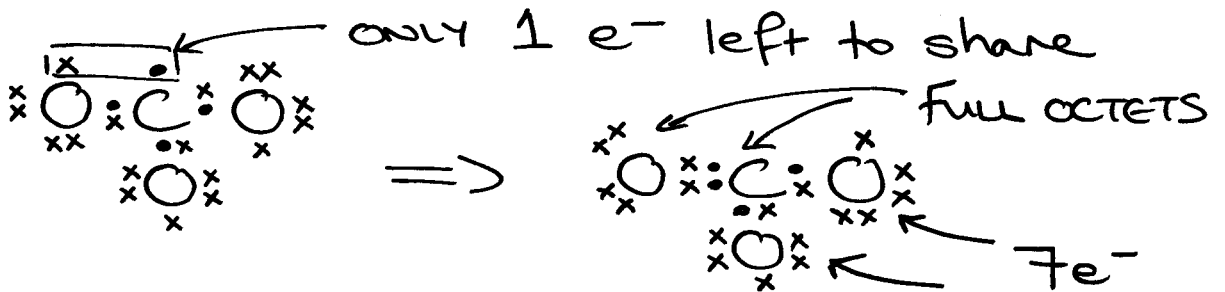 ONLY 1 e⁻ left to share
FULL OCTETS
O C O
O
⇒
O C O
O
7e⁻